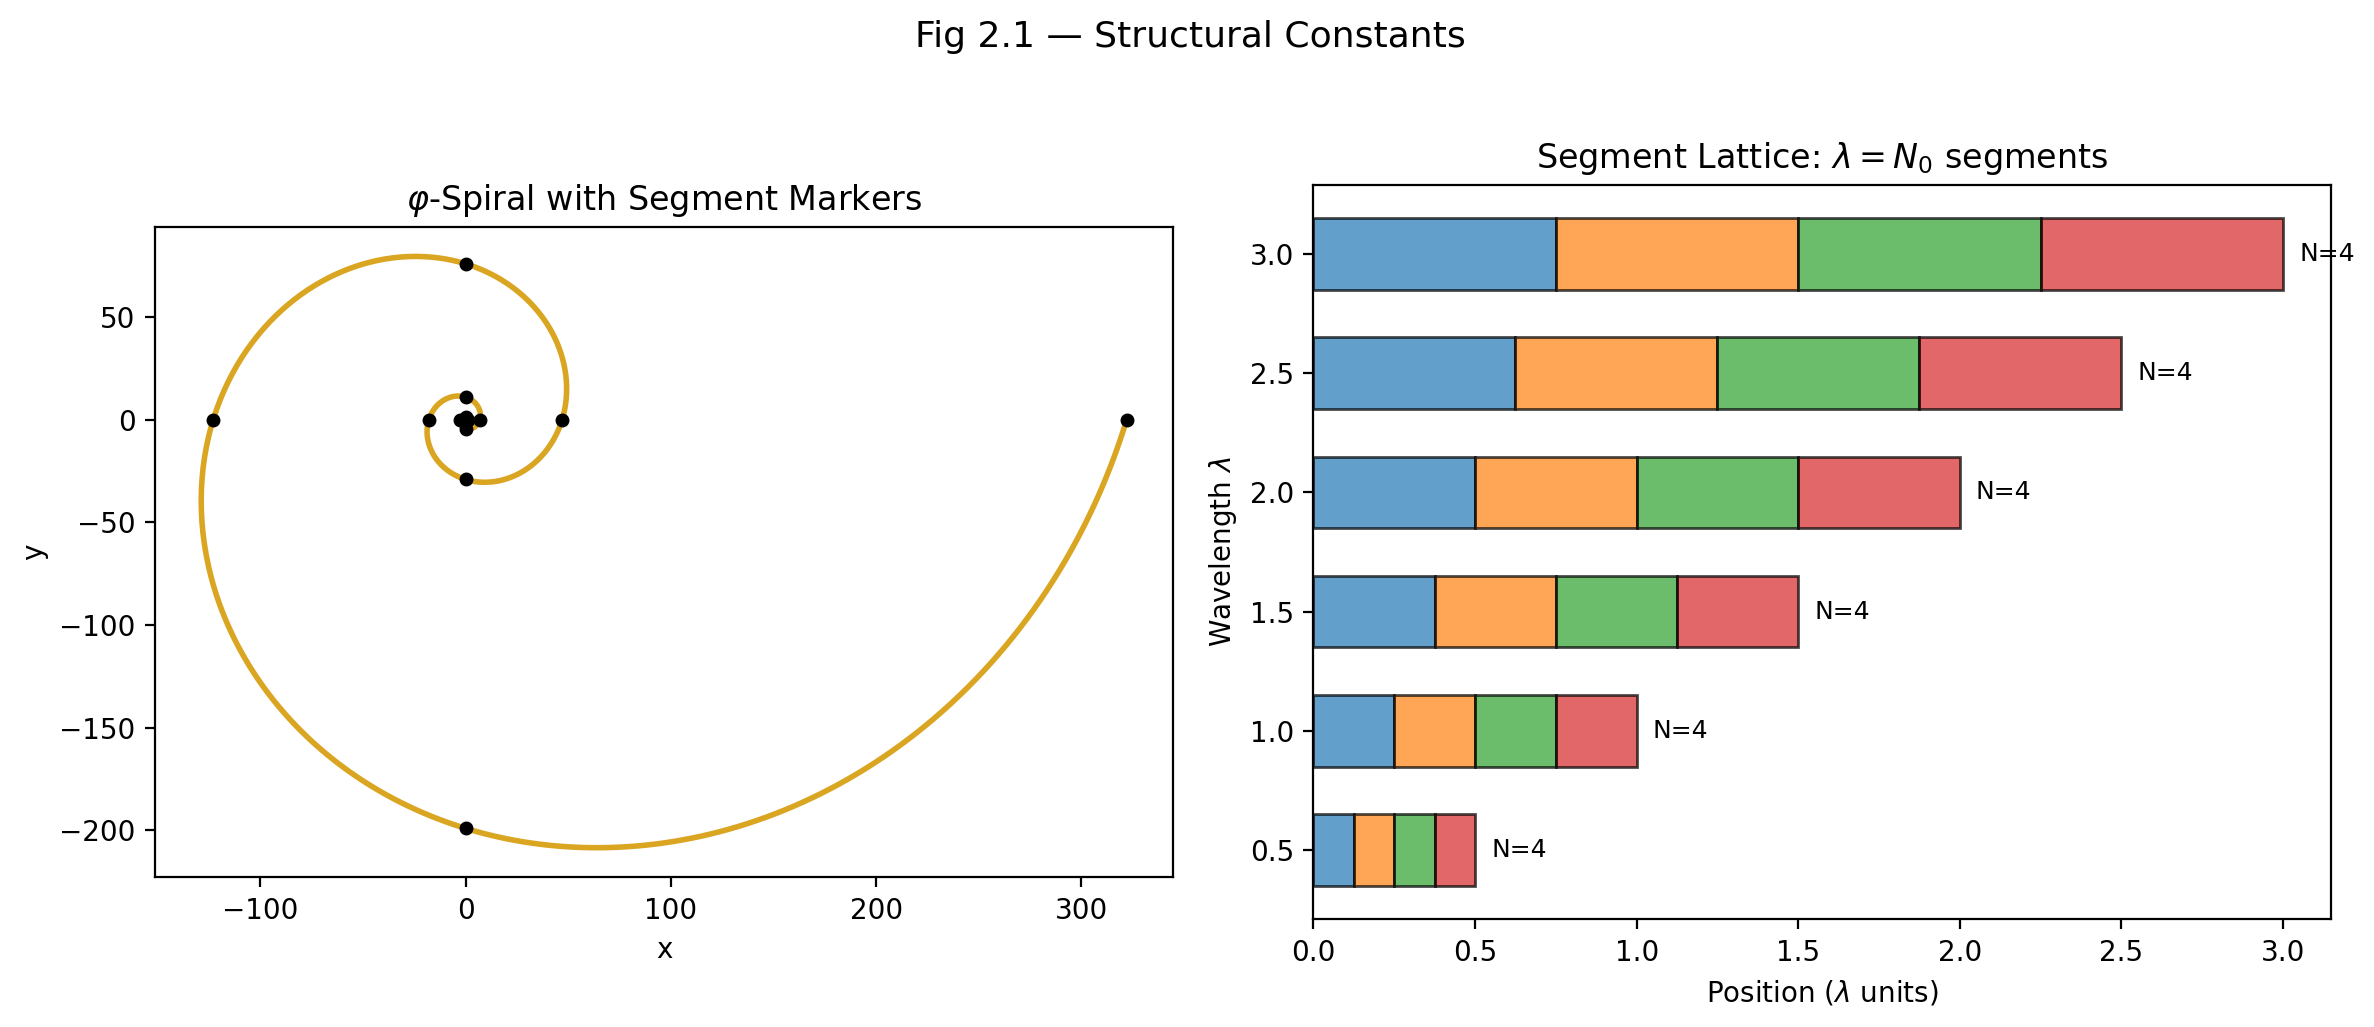 Fig 2.1 — Structural Constants
φ-Spiral with Segment Markers
50
0
−50
−100
−150
−200
y
−100 0 100 200 300
x
Segment Lattice: λ = N₀ segments
3.0
2.5
2.0
1.5
1.0
0.5
Wavelength λ
N=4
N=4
N=4
N=4
N=4
N=4
0.0 0.5 1.0 1.5 2.0 2.5 3.0
Position (λ units)